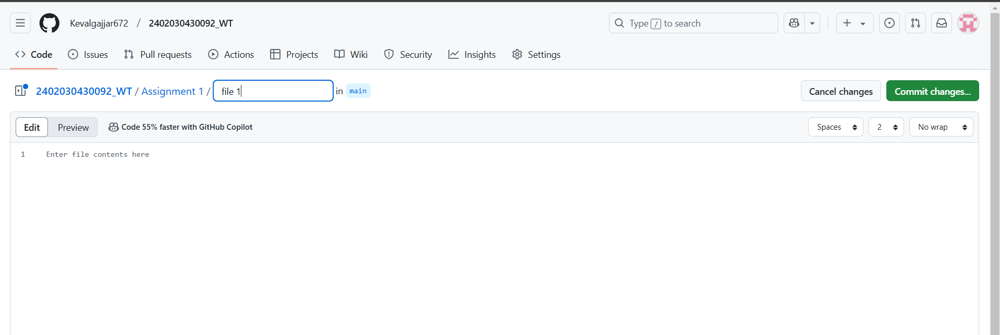 Kevalgajjar672 / 2402030430092_WT
Type / to search
Code
Issues
Pull requests
Actions
Projects
Wiki
Security
Insights
Settings
2402030430092_WT / Assignment 1 / file 1 in main
Cancel changes
Commit changes...
Edit
Preview
Code 55% faster with GitHub Copilot
Spaces
2
No wrap
1 Enter file contents here